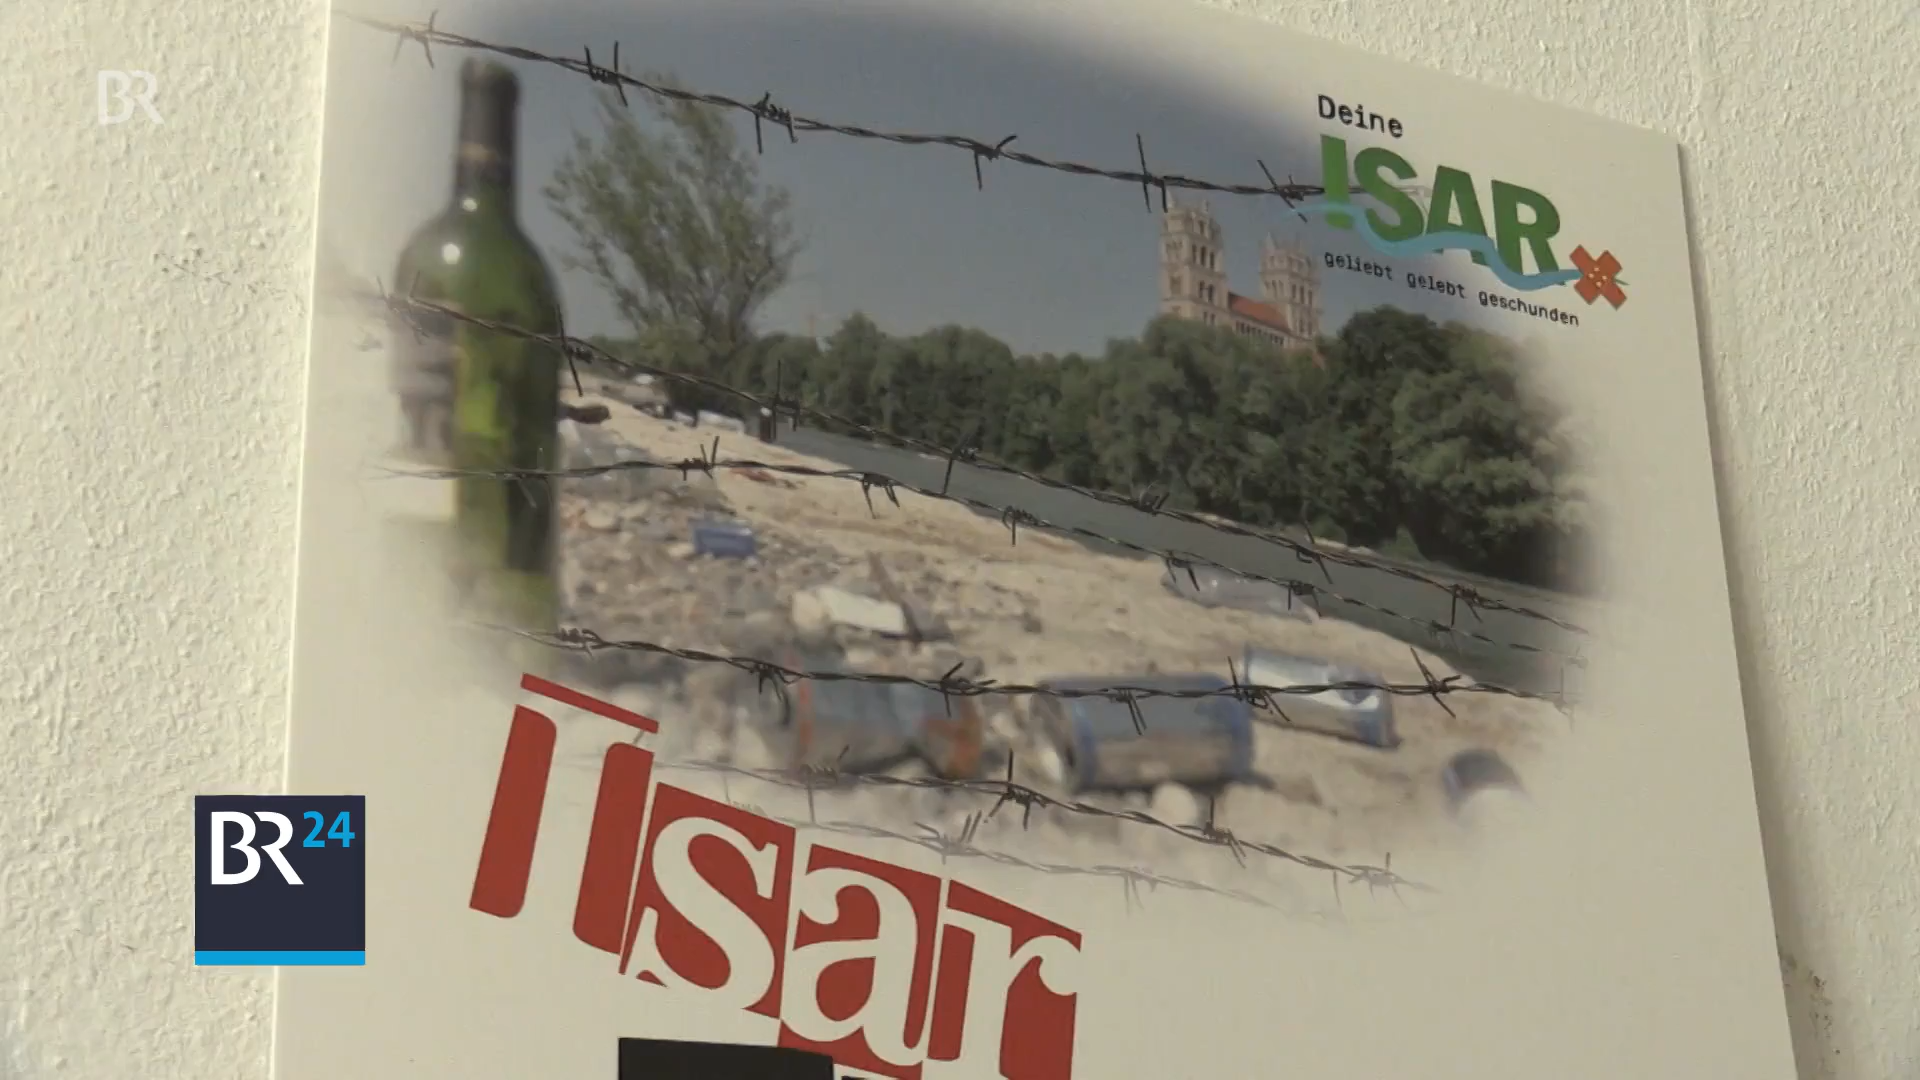 BR
Deine
ISAR
geliebt gelebt geschunden
BR24
Isar